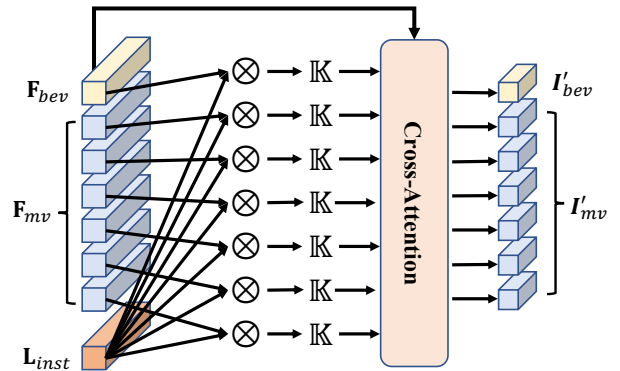 F_bev
F_mv
L_inst
⊗ 𝕂
⊗ 𝕂
⊗ 𝕂
⊗ 𝕂
⊗ 𝕂
⊗ 𝕂
⊗ 𝕂
Cross-Attention
I'_bev
I'_mv